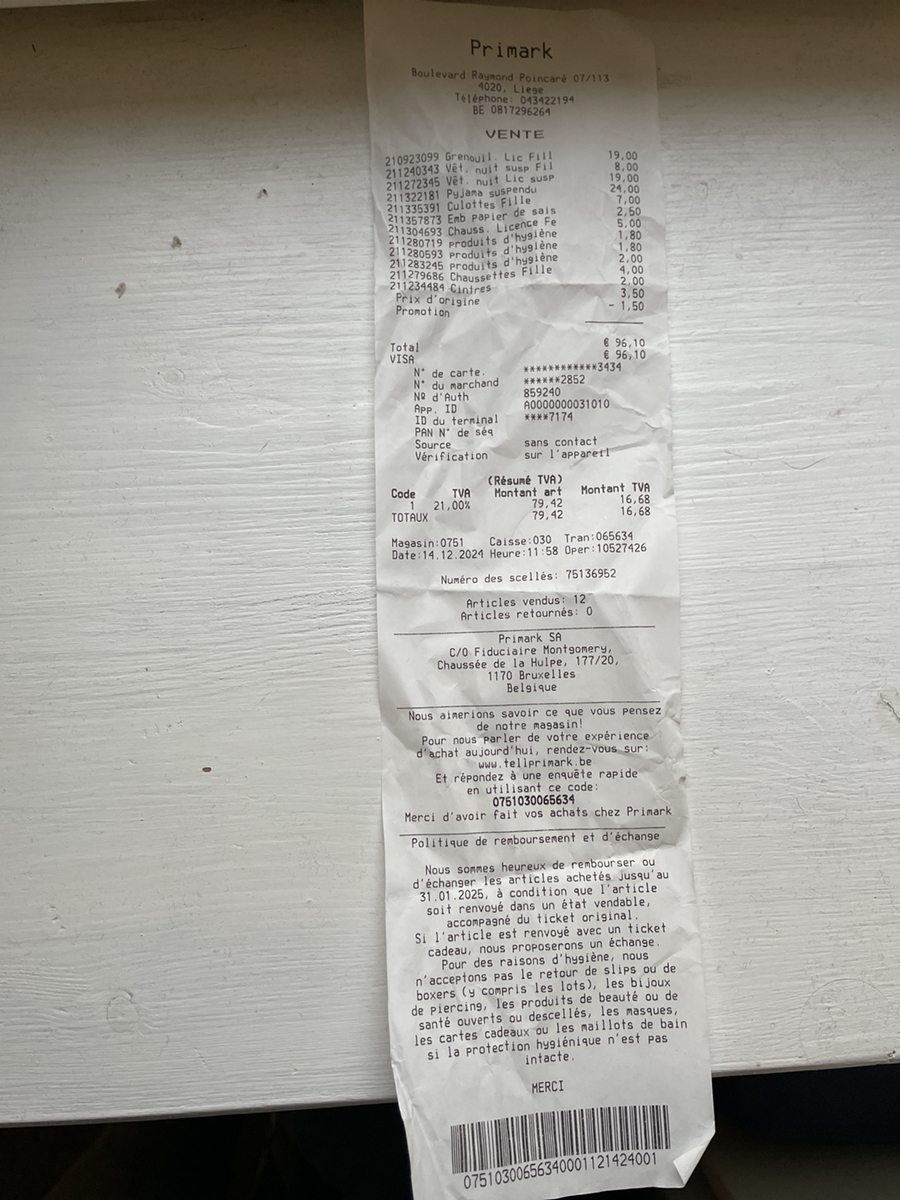 Primark
Boulevard Raymond Poincaré 07/113
4020, Liege
Téléphone: 043422194
BE 0817296264
VENTE
210923099 Grenouil. Lic Fill 19,00
211240343 Vêt. nuit susp Fil 8,00
211272345 Vêt. nuit Lic susp 19,00
211322181 Pyjama suspendu 24,00
211335391 Culottes Fille 7,00
211357873 Emb papier de sais 2,50
211304693 Chauss. Licence Fe 5,00
211280719 produits d'hygiène 1,80
211280593 produits d'hygiène 1,80
211283245 produits d'hygiène 2,00
211279686 Chaussettes Fille 4,00
211234484 Cintres 2,00
Prix d'origine 3,50
Promotion - 1,50
Total € 96,10
VISA € 96,10
N° de carte. ************3434
N° du marchand ******2852
Nº d'Auth 859240
App. ID A0000000031010
ID du terminal ****7174
PAN N° de séq
Source sans contact
Vérification sur l'appareil
(Résumé TVA)
Code TVA Montant art Montant TVA
1 21,00% 79,42 16,68
TOTAUX 79,42 16,68
Magasin:0751 Caisse:030 Tran:065634
Date:14.12.2024 Heure:11:58 Oper:10527426
Numéro des scellés: 75136952
Articles vendus: 12
Articles retournés: 0
Primark SA
C/O Fiduciaire Montgomery,
Chaussée de la Hulpe, 177/20,
1170 Bruxelles
Belgique
Nous aimerions savoir ce que vous pensez
de notre magasin!
Pour nous parler de votre expérience
d'achat aujourd'hui, rendez-vous sur:
www.tellprimark.be
Et répondez à une enquête rapide
en utilisant ce code:
0751030065634
Merci d'avoir fait vos achats chez Primark
Politique de remboursement et d'échange
Nous sommes heureux de rembourser ou
d'échanger les articles achetés jusqu'au
31.01.2025, à condition que l'article
soit renvoyé dans un état vendable,
accompagné du ticket original.
Si l'article est renvoyé avec un ticket
cadeau, nous proposerons un échange.
Pour des raisons d'hygiène, nous
n'acceptons pas le retour de slips ou de
boxers (y compris les lots), les bijoux
de piercing, les produits de beauté ou de
santé ouverts ou descellés, les masques,
les cartes cadeaux ou les maillots de bain
si la protection hygiénique n'est pas
intacte.
MERCI
07510300656340001121424001